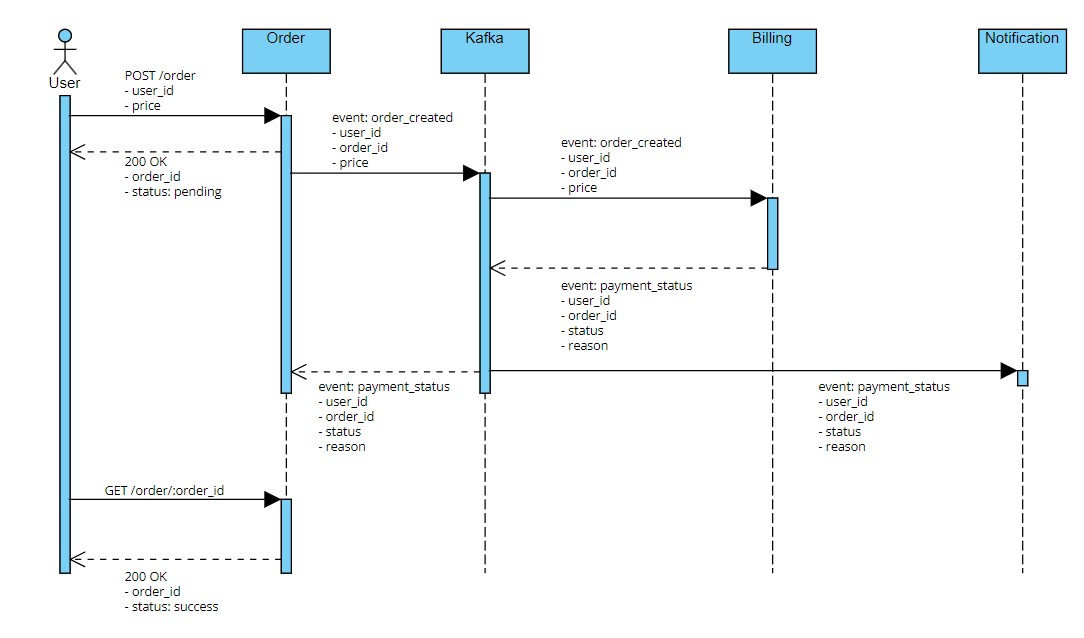 User
Order
Kafka
Billing
Notification
POST /order
- user_id
- price
200 OK
- order_id
- status: pending
event: order_created
- user_id
- order_id
- price
event: order_created
- user_id
- order_id
- price
event: payment_status
- user_id
- order_id
- status
- reason
event: payment_status
- user_id
- order_id
- status
- reason
event: payment_status
- user_id
- order_id
- status
- reason
GET /order/:order_id
200 OK
- order_id
- status: success